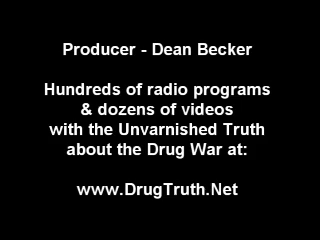 Producer - Dean Becker
Hundreds of radio programs
& dozens of videos
with the Unvarnished Truth
about the Drug War at:
www.DrugTruth.Net